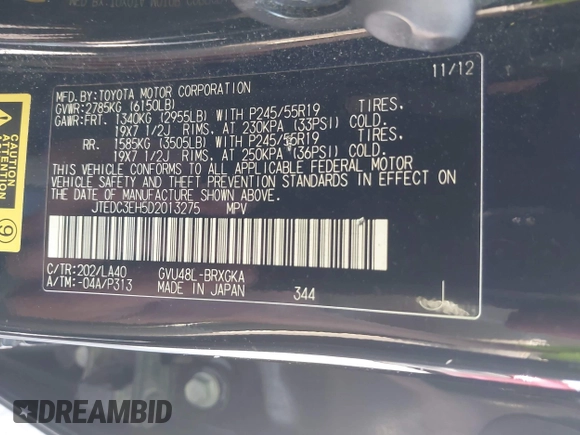 MFD.BY:TOYOTA MOTOR CORPORATION 11/12
GVWR:2785KG (6150LB)
GAWR:FRT. 1340KG (2955LB) WITH P245/55R19 TIRES.
19X7 1/2J RIMS, AT 230KPA (33PSI) COLD.
RR. 1585KG (3505LB) WITH P245/55R19 TIRES.
19X7 1/2J RIMS, AT 250KPA (36PSI) COLD.
THIS VEHICLE CONFORMS TO ALL APPLICABLE FEDERAL MOTOR
VEHICLE SAFETY AND THEFT PREVENTION STANDARDS IN EFFECT ON
THE DATE OF MANUFACTURE SHOWN ABOVE.
JTEDC3EH5D2013275 MPV
C/TR:202/LA40 GVU48L-BRXGKA
A/TM:-04A/P313 MADE IN JAPAN 344
CAUTION
ATTENTION
9
DREAMBID